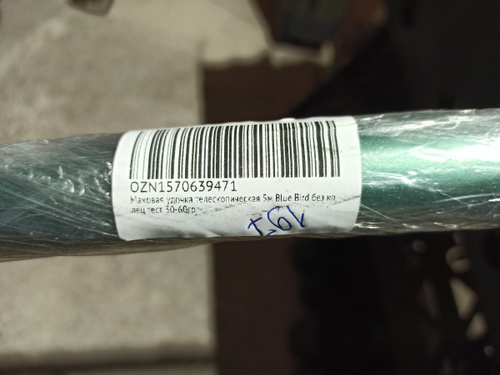 OZN1570639471
Маховая удочка телескопическая 5м Blue Bird без ко
лец тест 30-60гр